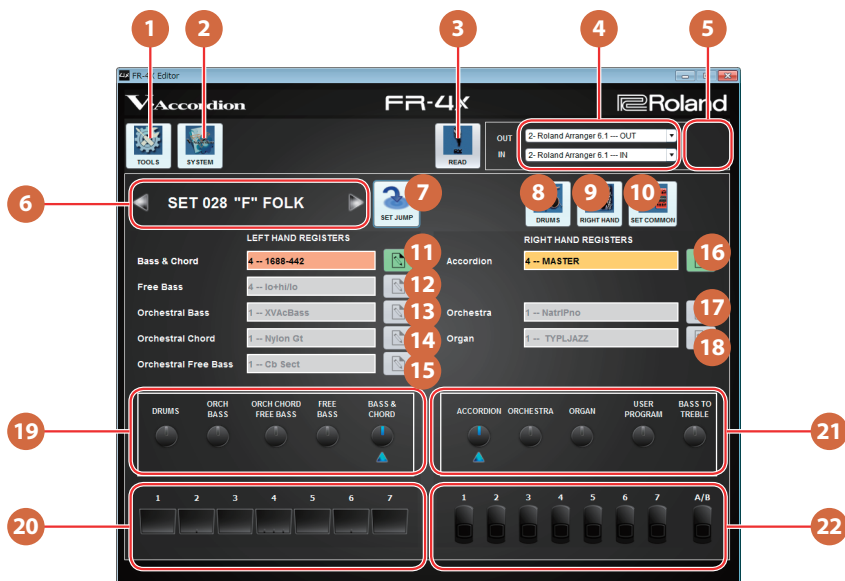 1 2 3 4 5
FR-4X Editor
V-Accordion FR-4X Roland
TOOLS SYSTEM READ
OUT 2- Roland Arranger 6.1 --- OUT
IN 2- Roland Arranger 6.1 --- IN
6 SET 028 "F" FOLK 7 SET JUMP 8 DRUMS 9 RIGHT HAND 10 SET COMMON
LEFT HAND REGISTERS RIGHT HAND REGISTERS
Bass & Chord 4 -- 1688-442 11 Accordion 4 -- MASTER 16
Free Bass 4 -- lo+hi/lo 12
Orchestral Bass 1 -- XVAcBass 13 Orchestra 1 -- NatrlPno 17
Orchestral Chord 1 -- Nylon Gt 14 Organ 1 -- TYPLJAZZ 18
Orchestral Free Bass 1 -- Cb Sect 15
19 DRUMS ORCH BASS ORCH CHORD FREE BASS FREE BASS BASS & CHORD
ACCORDION ORCHESTRA ORGAN USER PROGRAM BASS TO TREBLE 21
20 1 2 3 4 5 6 7
1 2 3 4 5 6 7 A/B 22